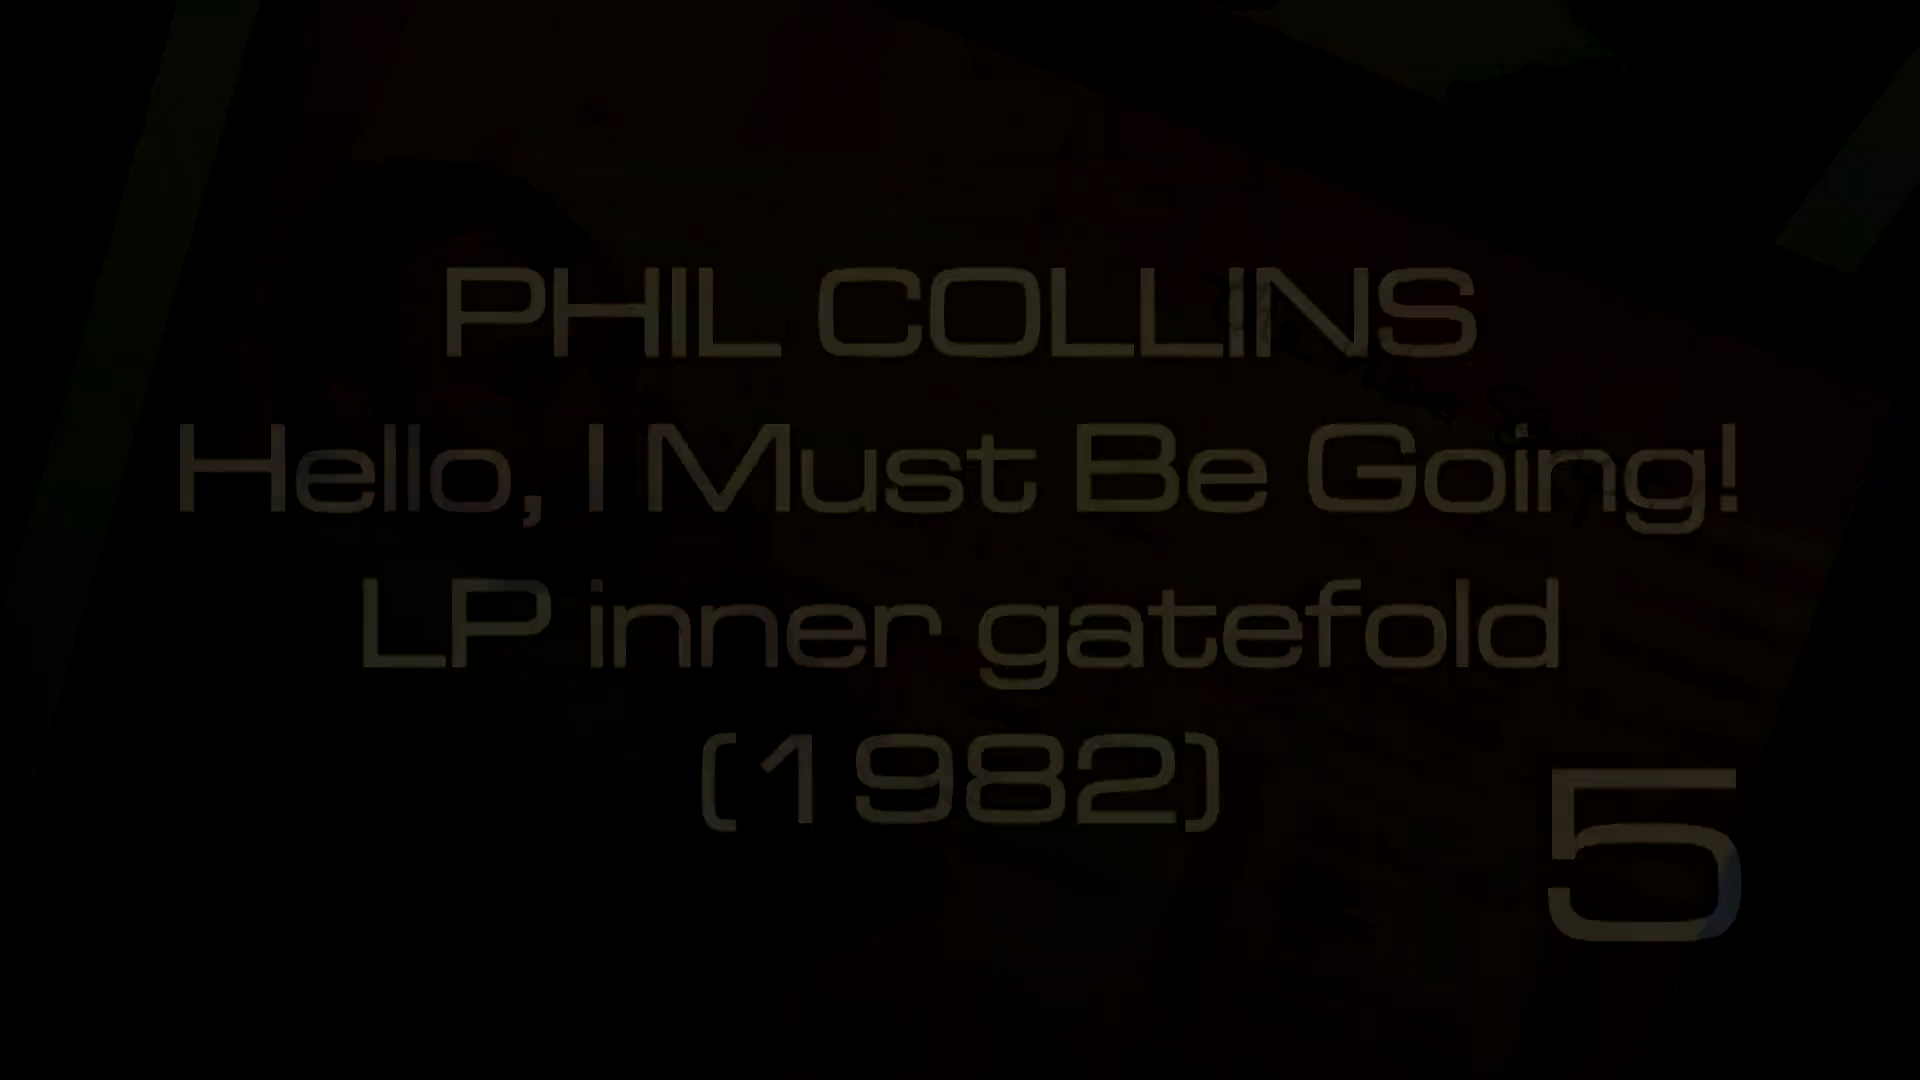 PHIL COLLINS
Hello, I Must Be Going!
LP inner gatefold
(1982)
5